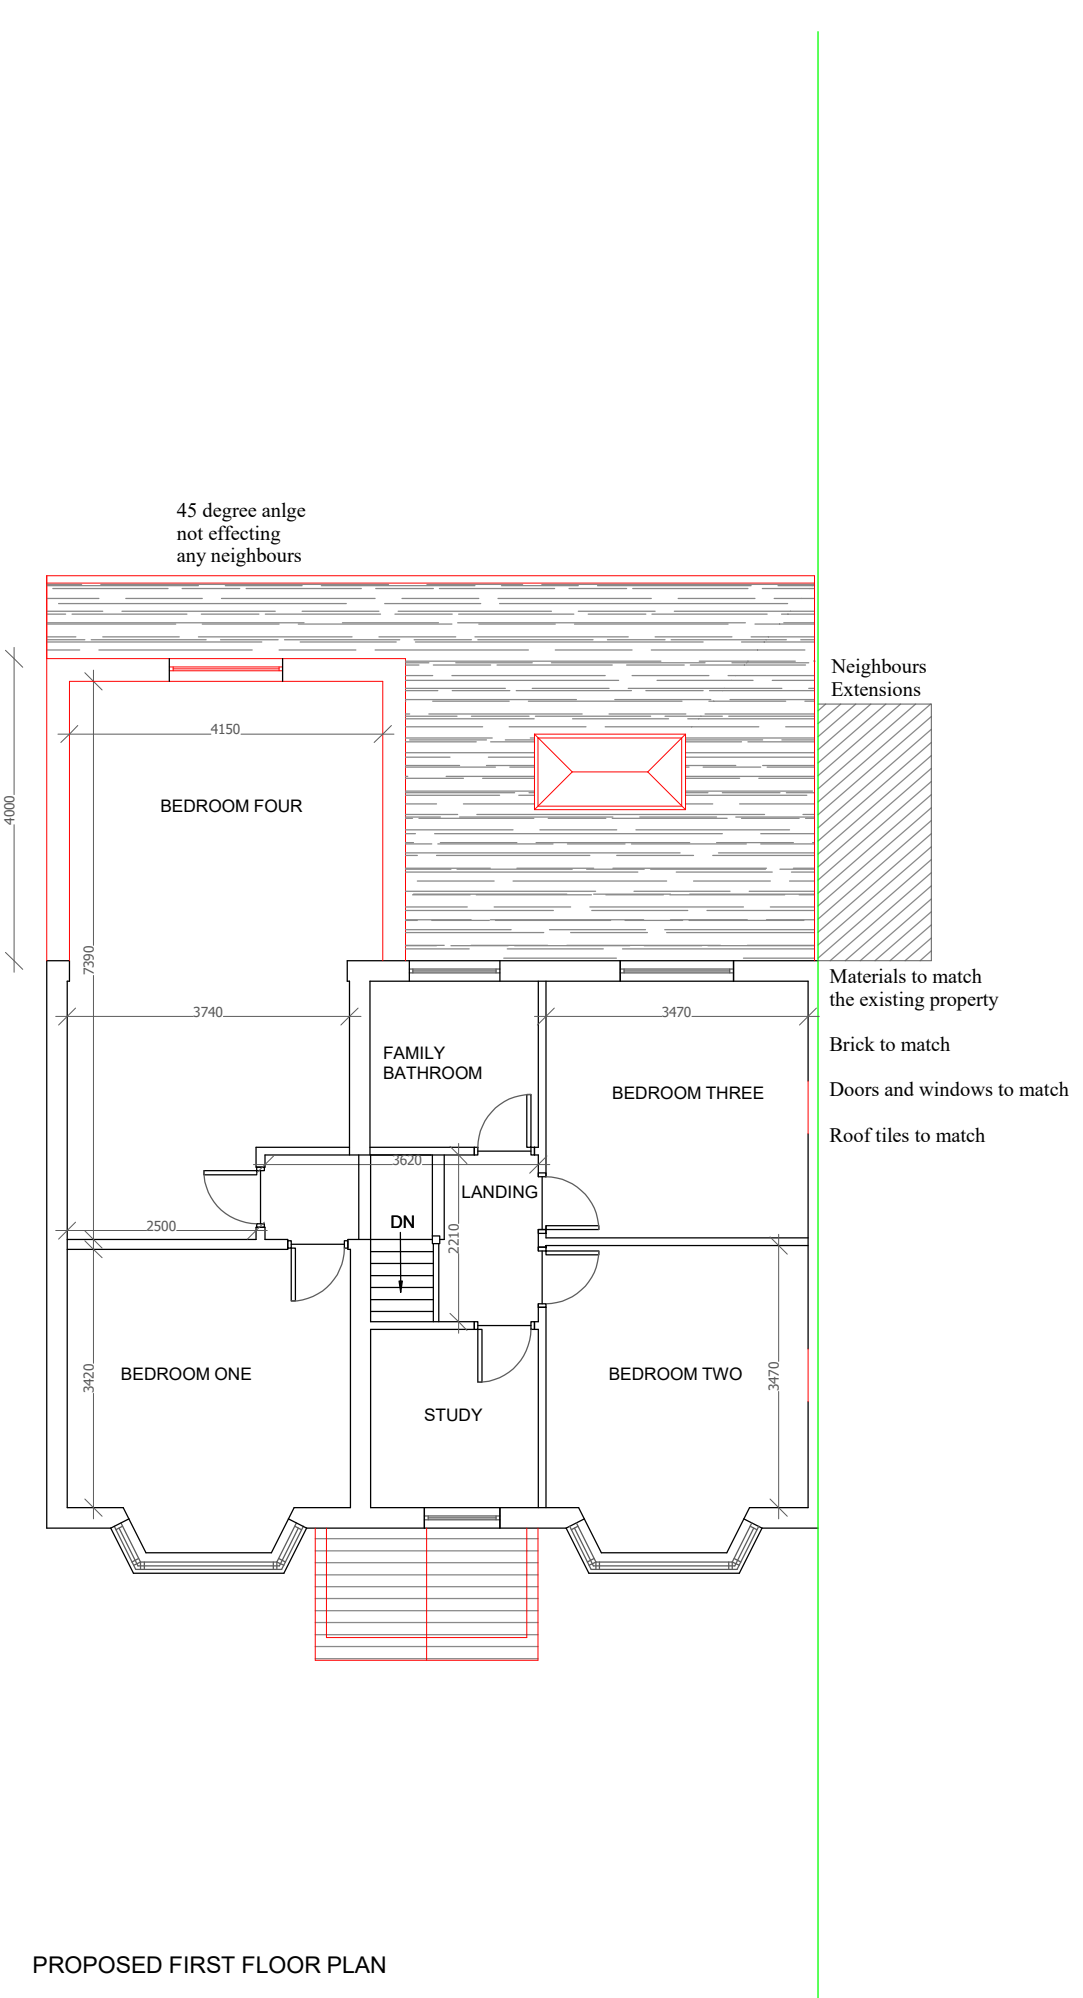 45 degree anlge
not effecting
any neighbours
Neighbours
Extensions
4150
4000
BEDROOM FOUR
7390
Materials to match
the existing property
3740
3470
Brick to match
FAMILY
BATHROOM
BEDROOM THREE
Doors and windows to match
Roof tiles to match
3620
LANDING
2500
DN
2210
BEDROOM ONE
3420
BEDROOM TWO
3470
STUDY
PROPOSED FIRST FLOOR PLAN